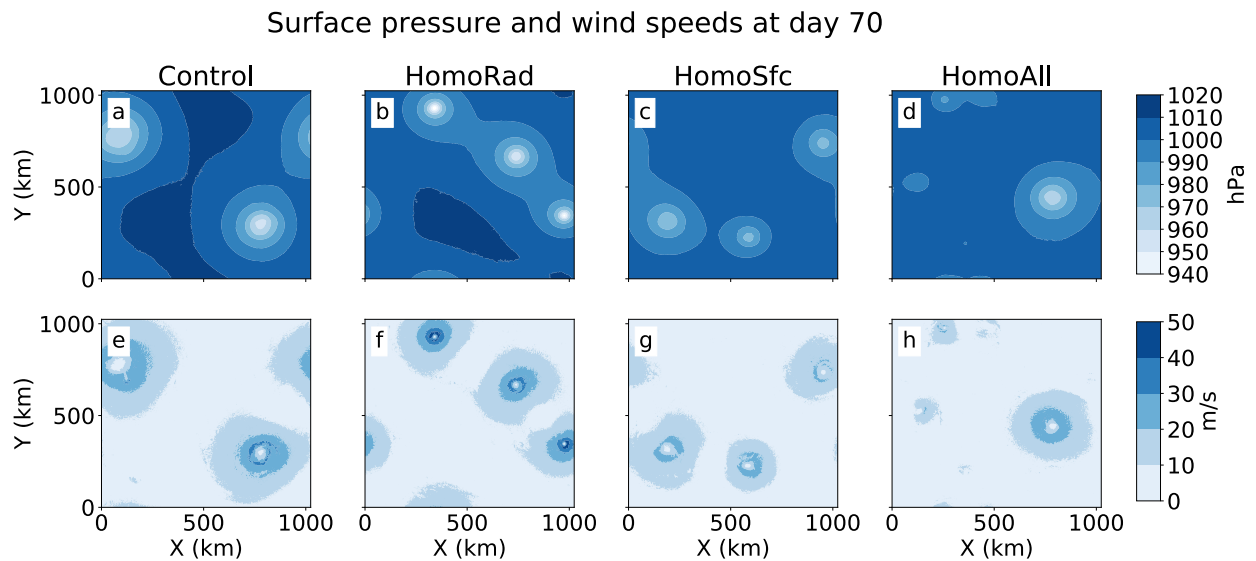 Surface pressure and wind speeds at day 70
Control HomoRad HomoSfc HomoAll
a b c d
1000
500
0
Y (km)
1020
1010
1000
990
980
970
960
950
940
hPa
e f g h
1000
500
0
Y (km)
50
40
30
20
10
0
m/s
0 500 1000 0 500 1000 0 500 1000 0 500 1000
X (km) X (km) X (km) X (km)